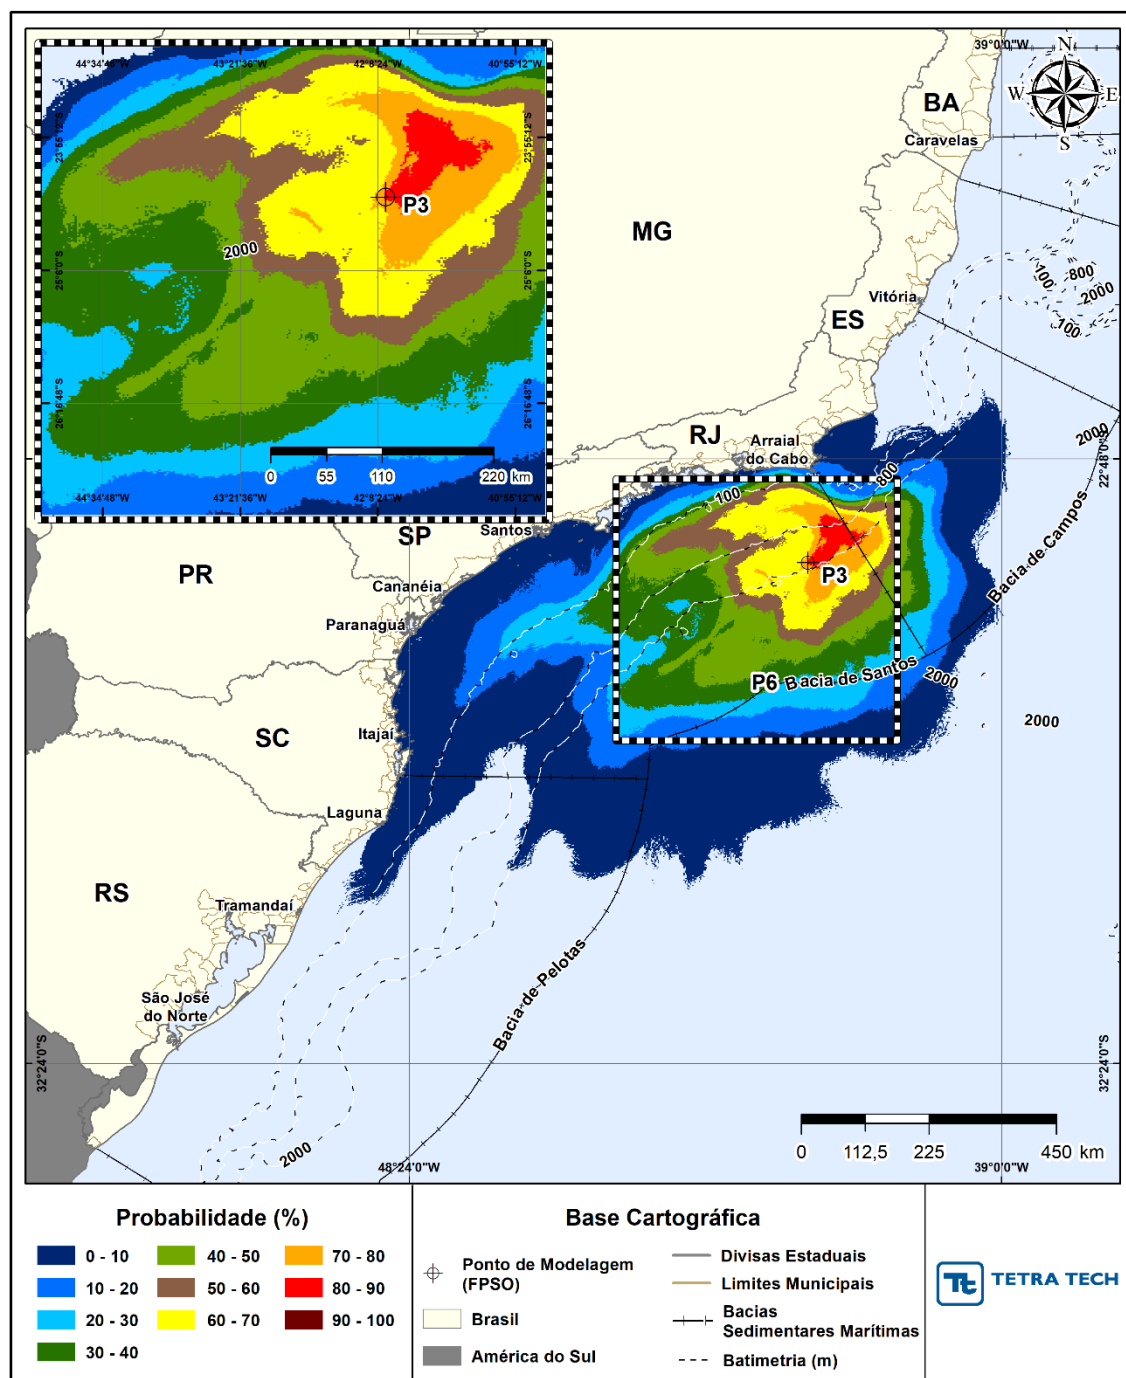 44°34'48"W
43°21'36"W
42°8'24"W
40°55'12"W
39°0'0"W
N
W
E
S
BA
Caravelas
23°55'12"S
23°55'12"S
P3
MG
2000
25°6'0"S
25°6'0"S
100
800
2000
100
Vitória
ES
26°16'48"S
26°16'48"S
RJ
Arraial
do Cabo
2000
22°48'0"S
0
55
110
220 km
44°34'48"W
43°21'36"W
42°8'24"W
40°55'12"W
100
800
Santos
SP
PR
Cananéia
P3
Bacia de Campos
Paranaguá
P6
Bacia de Santos
2000
2000
SC
Itajaí
Laguna
RS
Tramandaí
Bacia de Pelotas
São José
do Norte
32°24'0"S
32°24'0"S
0
112,5
225
450 km
2000
48°24'0"W
39°0'0"W
Probabilidade (%)
0 - 10
10 - 20
20 - 30
30 - 40
40 - 50
50 - 60
60 - 70
70 - 80
80 - 90
90 - 100
Base Cartográfica
Ponto de Modelagem
(FPSO)
Brasil
América do Sul
Divisas Estaduais
Limites Municipais
Bacias
Sedimentares Marítimas
Batimetria (m)
Tt
TETRA TECH